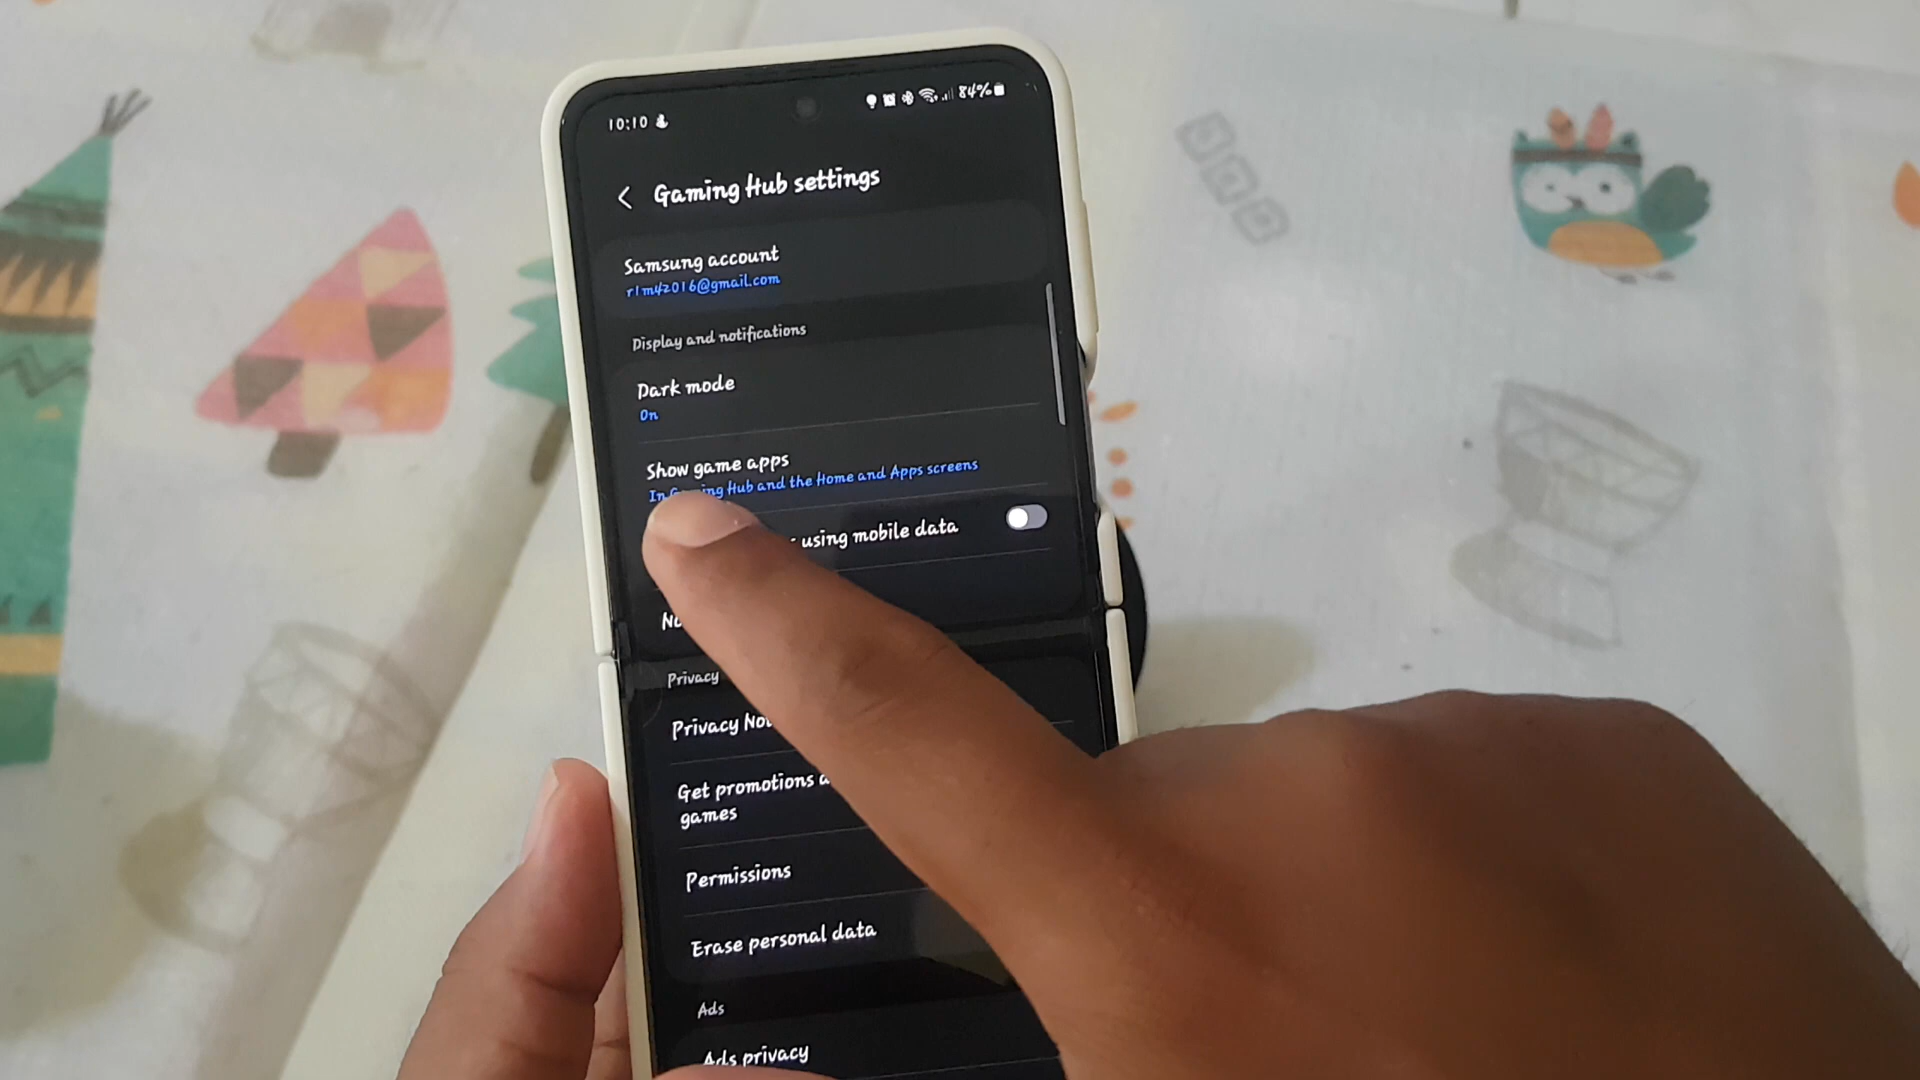 10:10
84%
Gaming Hub settings
Samsung account
r1m42016@gmail.com
Display and notifications
Dark mode
On
Show game apps
In Gaming Hub and the Home and Apps screens
using mobile data
Privacy
Privacy
Get promotions
games
Permissions
Erase personal data
Ads
Ads privacy